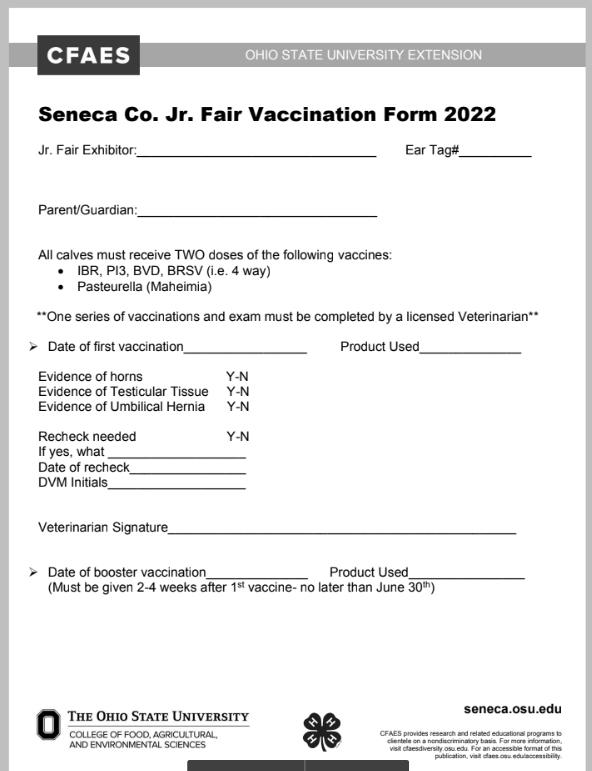 CFAES
OHIO STATE UNIVERSITY EXTENSION
Seneca Co. Jr. Fair Vaccination Form 2022
Jr. Fair Exhibitor:_________________________________ Ear Tag#__________
Parent/Guardian:_________________________________
All calves must receive TWO doses of the following vaccines:
• IBR, PI3, BVD, BRSV (i.e. 4 way)
• Pasteurella (Maheimia)
**One series of vaccinations and exam must be completed by a licensed Veterinarian**
➢ Date of first vaccination_________________ Product Used______________
Evidence of horns Y-N
Evidence of Testicular Tissue Y-N
Evidence of Umbilical Hernia Y-N
Recheck needed Y-N
If yes, what ___________________
Date of recheck________________
DVM Initials___________________
Veterinarian Signature________________________________________________
➢ Date of booster vaccination______________ Product Used________________
(Must be given 2-4 weeks after 1st vaccine- no later than June 30th)
O
THE OHIO STATE UNIVERSITY
COLLEGE OF FOOD, AGRICULTURAL,
AND ENVIRONMENTAL SCIENCES
H H H H
seneca.osu.edu
CFAES provides research and related educational programs to
clientele on a nondiscriminatory basis. For more information,
visit cfaesdiversity.osu.edu. For an accessible format of this
publication, visit cfaes.osu.edu/accessibility.